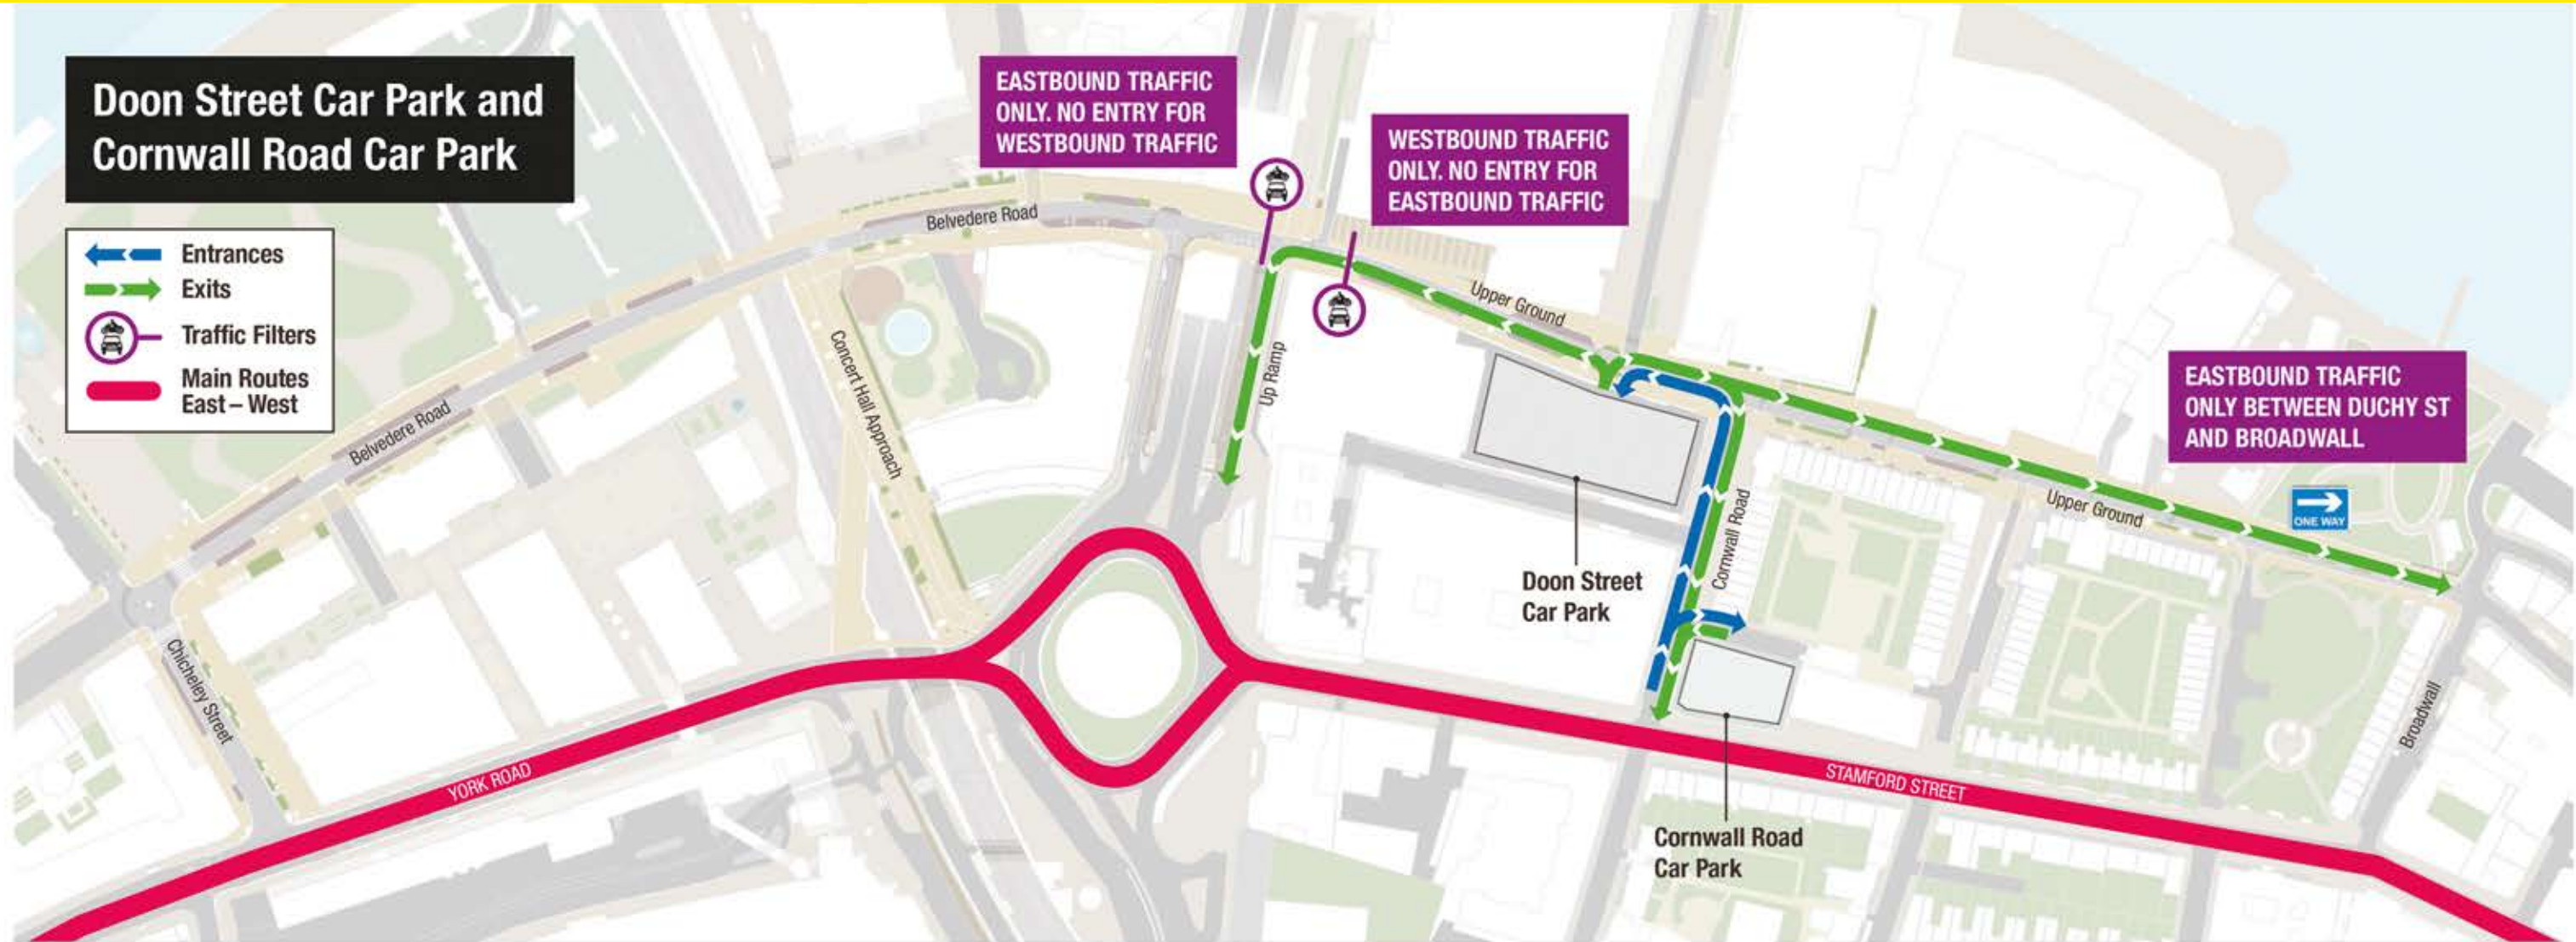 Doon Street Car Park and
Cornwall Road Car Park
Entrances
Exits
Traffic Filters
Main Routes
East – West
EASTBOUND TRAFFIC
ONLY. NO ENTRY FOR
WESTBOUND TRAFFIC
WESTBOUND TRAFFIC
ONLY. NO ENTRY FOR
EASTBOUND TRAFFIC
EASTBOUND TRAFFIC
ONLY BETWEEN DUCHY ST
AND BROADWALL
ONE WAY
Belvedere Road
Belvedere Road
Concert Hall Approach
Up Ramp
Upper Ground
Upper Ground
Cornwall Road
Doon Street
Car Park
Cornwall Road
Car Park
Chicheley Street
YORK ROAD
STAMFORD STREET
Broadwall